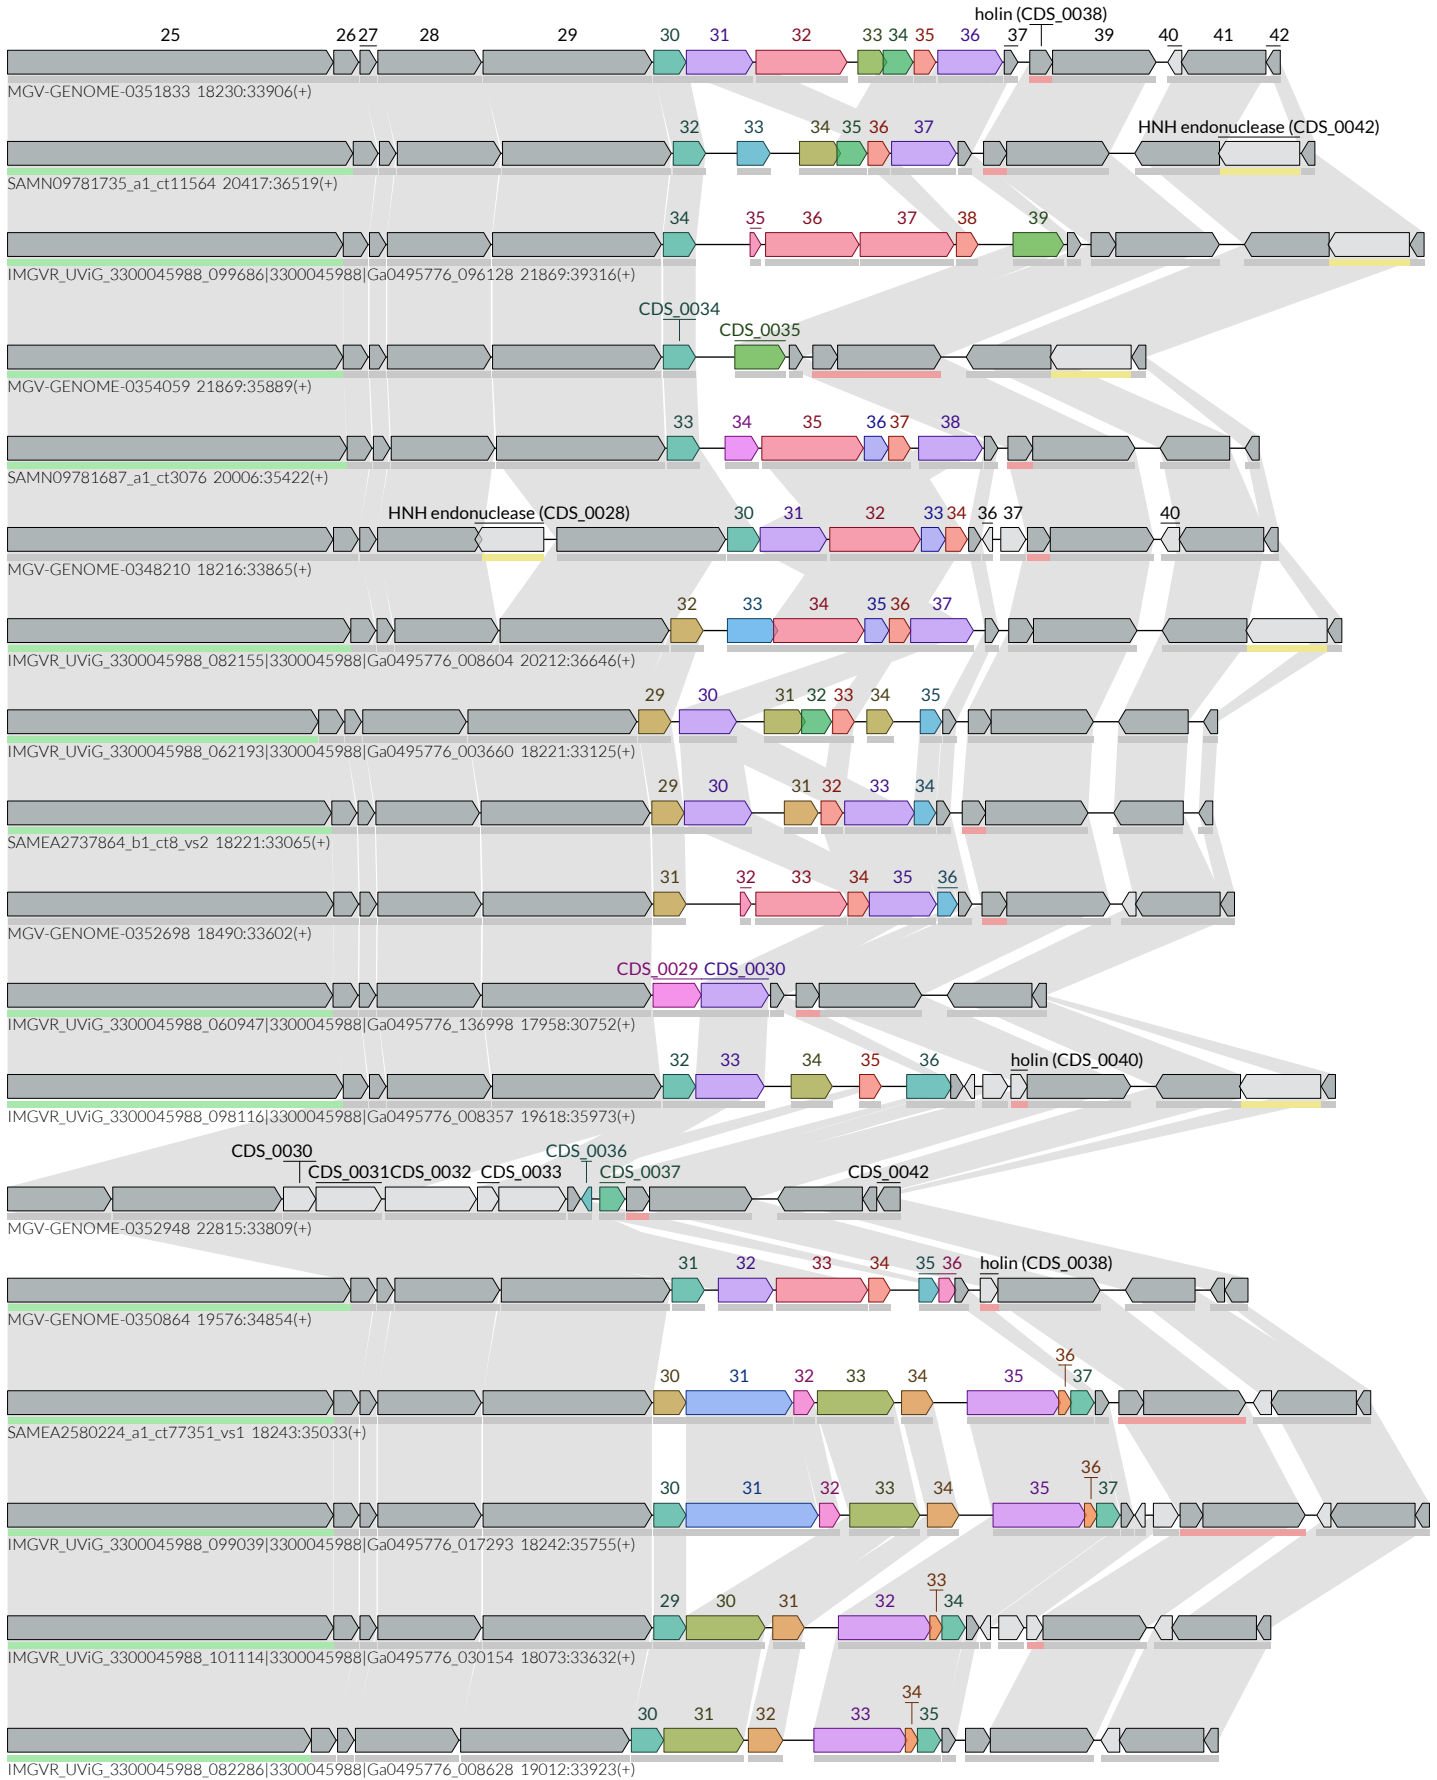 holin (CDS_0038)
25 26 27 28 29 30 31 32 33 34 35 36 37 39 40 41 42
MGV-GENOME-0351833 18230:33906(+)
HNH endonuclease (CDS_0042)
32 33 34 35 36 37
SAMN09781735_a1_ct11564 20417:36519(+)
34 35 36 37 38 39
IMGVR_UViG_3300045988_099686|3300045988|Ga0495776_096128 21869:39316(+)
CDS_0034
CDS_0035
MGV-GENOME-0354059 21869:35889(+)
33 34 35 36 37 38
SAMN09781687_a1_ct3076 20006:35422(+)
HNH endonuclease (CDS_0028) 30 31 32 33 34 36 37 40
MGV-GENOME-0348210 18216:33865(+)
32 33 34 35 36 37
IMGVR_UViG_3300045988_082155|3300045988|Ga0495776_008604 20212:36646(+)
29 30 31 32 33 34 35
IMGVR_UViG_3300045988_062193|3300045988|Ga0495776_003660 18221:33125(+)
29 30 31 32 33 34
SAMEA2737864_b1_ct8_vs2 18221:33065(+)
31 32 33 34 35 36
MGV-GENOME-0352698 18490:33602(+)
CDS_0029 CDS_0030
IMGVR_UViG_3300045988_060947|3300045988|Ga0495776_136998 17958:30752(+)
32 33 34 35 36 holin (CDS_0040)
IMGVR_UViG_3300045988_098116|3300045988|Ga0495776_008357 19618:35973(+)
CDS_0030 CDS_0036
CDS_0031 CDS_0032 CDS_0033 CDS_0037 CDS_0042
MGV-GENOME-0352948 22815:33809(+)
31 32 33 34 35 36 holin (CDS_0038)
MGV-GENOME-0350864 19576:34854(+)
36
30 31 32 33 34 35 37
SAMEA2580224_a1_ct77351_vs1 18243:35033(+)
36
30 31 32 33 34 35 37
IMGVR_UViG_3300045988_099039|3300045988|Ga0495776_017293 18242:35755(+)
33
29 30 31 32 34
IMGVR_UViG_3300045988_101114|3300045988|Ga0495776_030154 18073:33632(+)
34
30 31 32 33 35
IMGVR_UViG_3300045988_082286|3300045988|Ga0495776_008628 19012:33923(+)